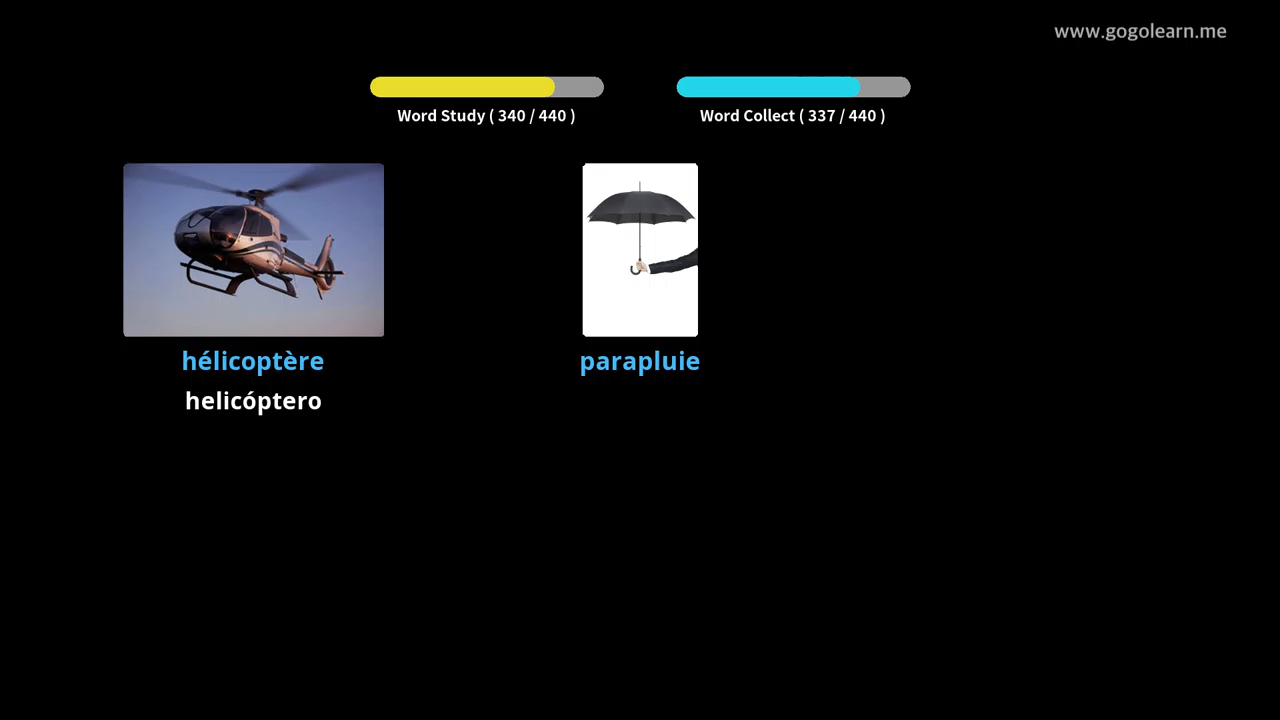 www.gogolearn.me
Word Study ( 340 / 440 )
Word Collect ( 337 / 440 )
hélicoptère
parapluie
helicóptero